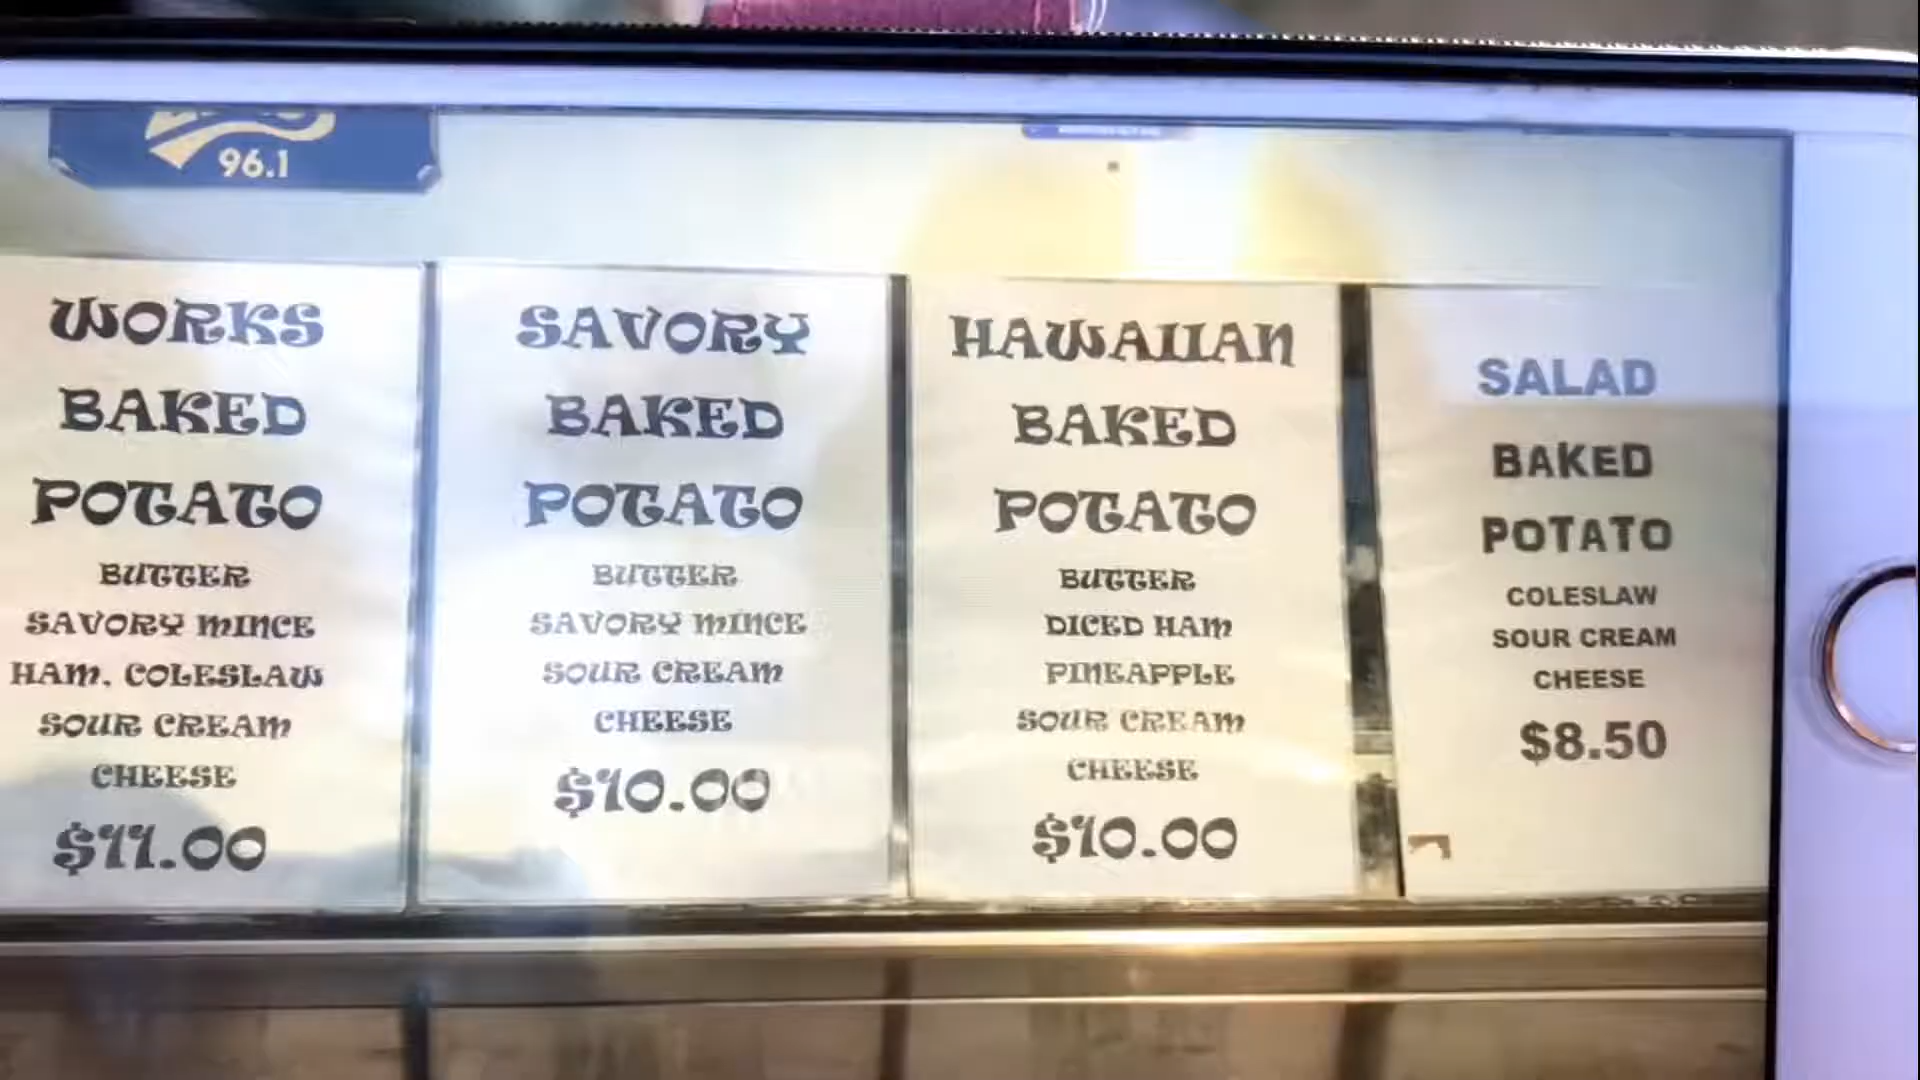 96.1
WORKS
BAKED
POTATO
BUTTER
SAVORY MINCE
HAM, COLESLAW
SOUR CREAM
CHEESE
$11.00
SAVORY
BAKED
POTATO
BUTTER
SAVORY MINCE
SOUR CREAM
CHEESE
$10.00
HAWAIIAN
BAKED
POTATO
BUTTER
DICED HAM
PINEAPPLE
SOUR CREAM
CHEESE
$10.00
SALAD
BAKED
POTATO
COLESLAW
SOUR CREAM
CHEESE
$8.50